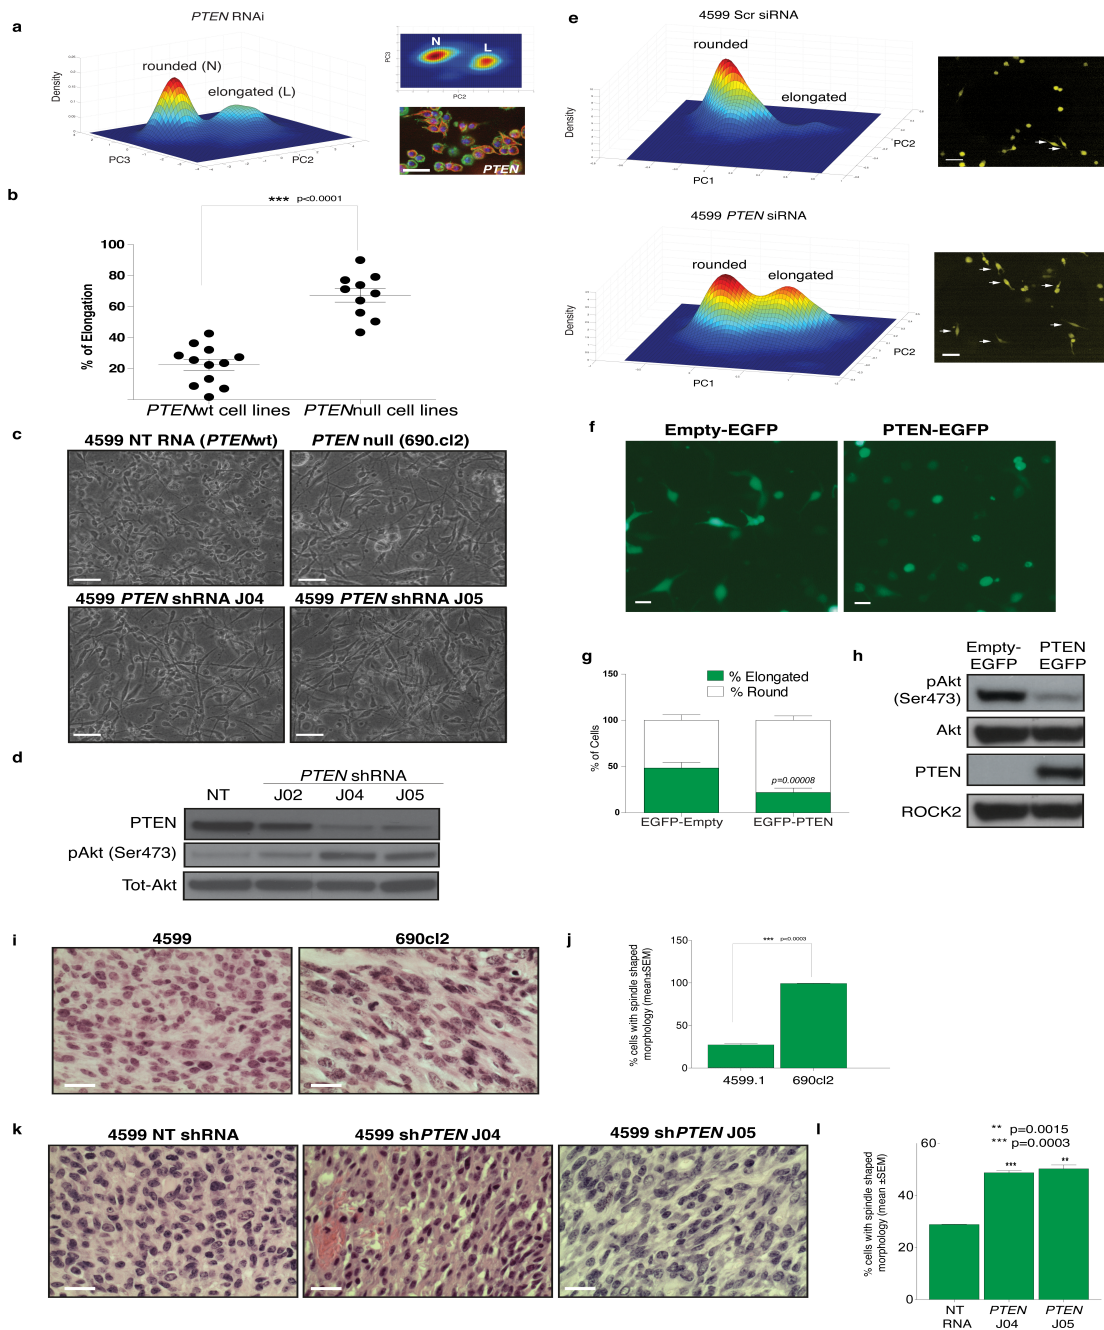 a
PTEN RNAi
rounded (N)
elongated (L)
Density
PC3
PC2
N
L
PC3
PC2
PTEN
b
*** p<0.0001
% of Elongation
100
80
60
40
20
PTENwt cell lines
PTENnull cell lines
c
4599 NT RNA (PTENwt)
PTEN null (690.cl2)
4599 PTEN shRNA J04
4599 PTEN shRNA J05
d
PTEN shRNA
NT
J02
J04
J05
PTEN
pAkt (Ser473)
Tot-Akt
e
4599 Scr siRNA
rounded
elongated
Density
PC1
PC2
4599 PTEN siRNA
rounded
elongated
Density
PC1
PC2
f
Empty-EGFP
PTEN-EGFP
g
% Elongated
% Round
% of Cells
150
100
50
0
p=0.00008
EGFP-Empty
EGFP-PTEN
h
Empty-
EGFP
PTEN
EGFP
pAkt
(Ser473)
Akt
PTEN
ROCK2
i
4599
690cl2
j
% cells with spindle shaped
morphology (mean±SEM)
150
100
50
0
*** p<0.0003
4599.1
690cl2
k
4599 NT shRNA
4599 shPTEN J04
4599 shPTEN J05
l
** p=0.0015
*** p=0.0003
% cells with spindle shaped
morphology (mean ±SEM)
60
40
20
0
***
**
NT
RNA
PTEN
J04
PTEN
J05